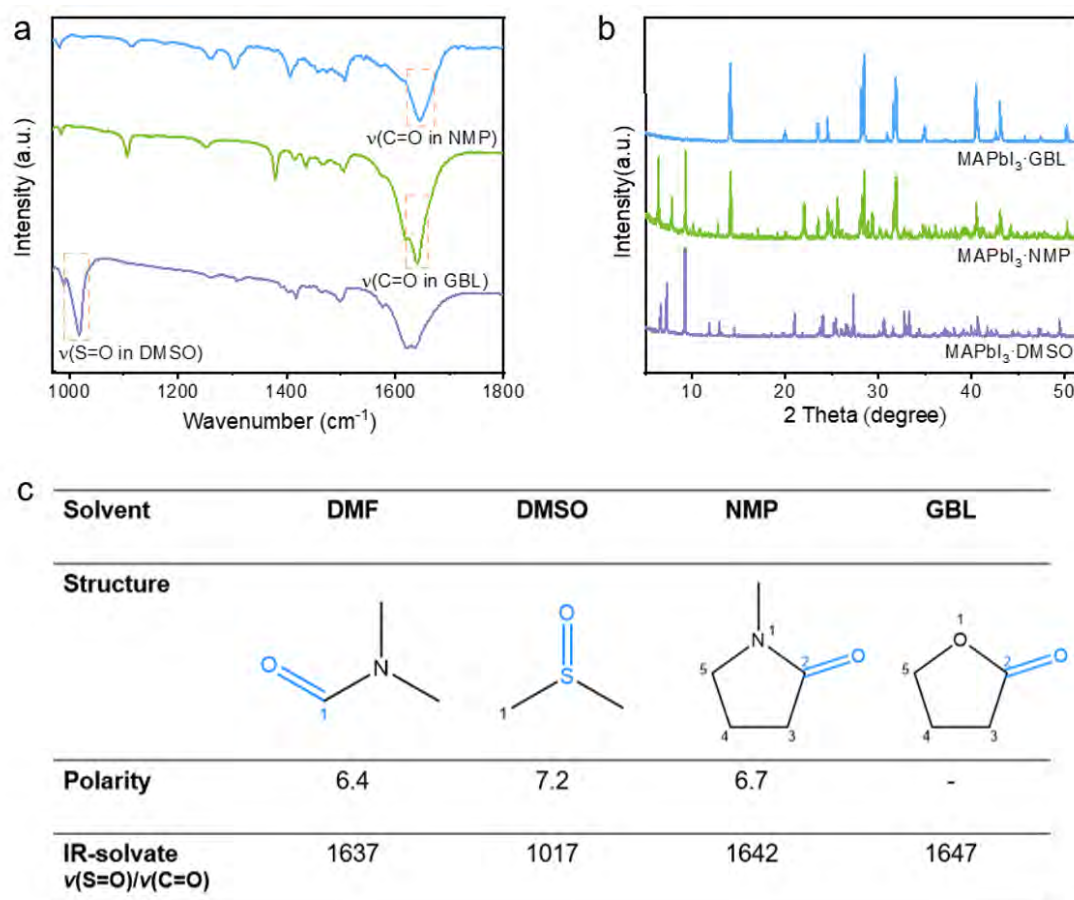 a
Intensity (a.u.)
ν(C=O in NMP)
ν(C=O in GBL)
ν(S=O in DMSO)
1000 1200 1400 1600 1800
Wavenumber (cm⁻¹)
b
Intensity(a.u.)
MAPbI₃·GBL
MAPbI₃·NMP
MAPbI₃·DMSO
10 20 30 40 50
2 Theta (degree)
c
Solvent DMF DMSO NMP GBL
Structure
O 1 N
O S 1
N 1 2 O 3 4 5
O 1 2 O 3 4 5
Polarity 6.4 7.2 6.7 -
IR-solvate 1637 1017 1642 1647
ν(S=O)/ν(C=O)